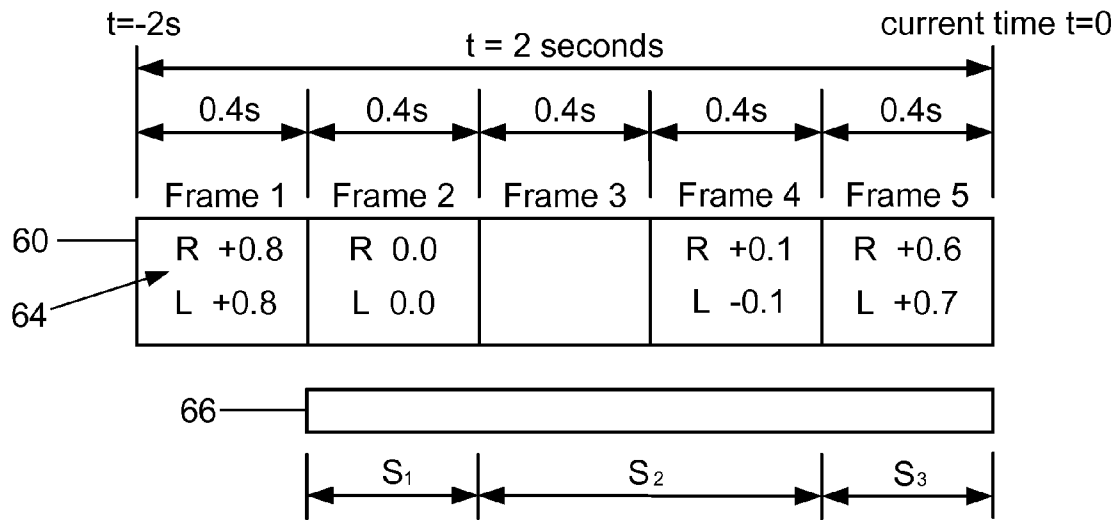 t=-2s current time t=0
t = 2 seconds
0.4s 0.4s 0.4s 0.4s 0.4s
Frame 1 Frame 2 Frame 3 Frame 4 Frame 5
60 R +0.8 R 0.0 R +0.1 R +0.6
64 L +0.8 L 0.0 L -0.1 L +0.7
66
S₁ S₂ S₃